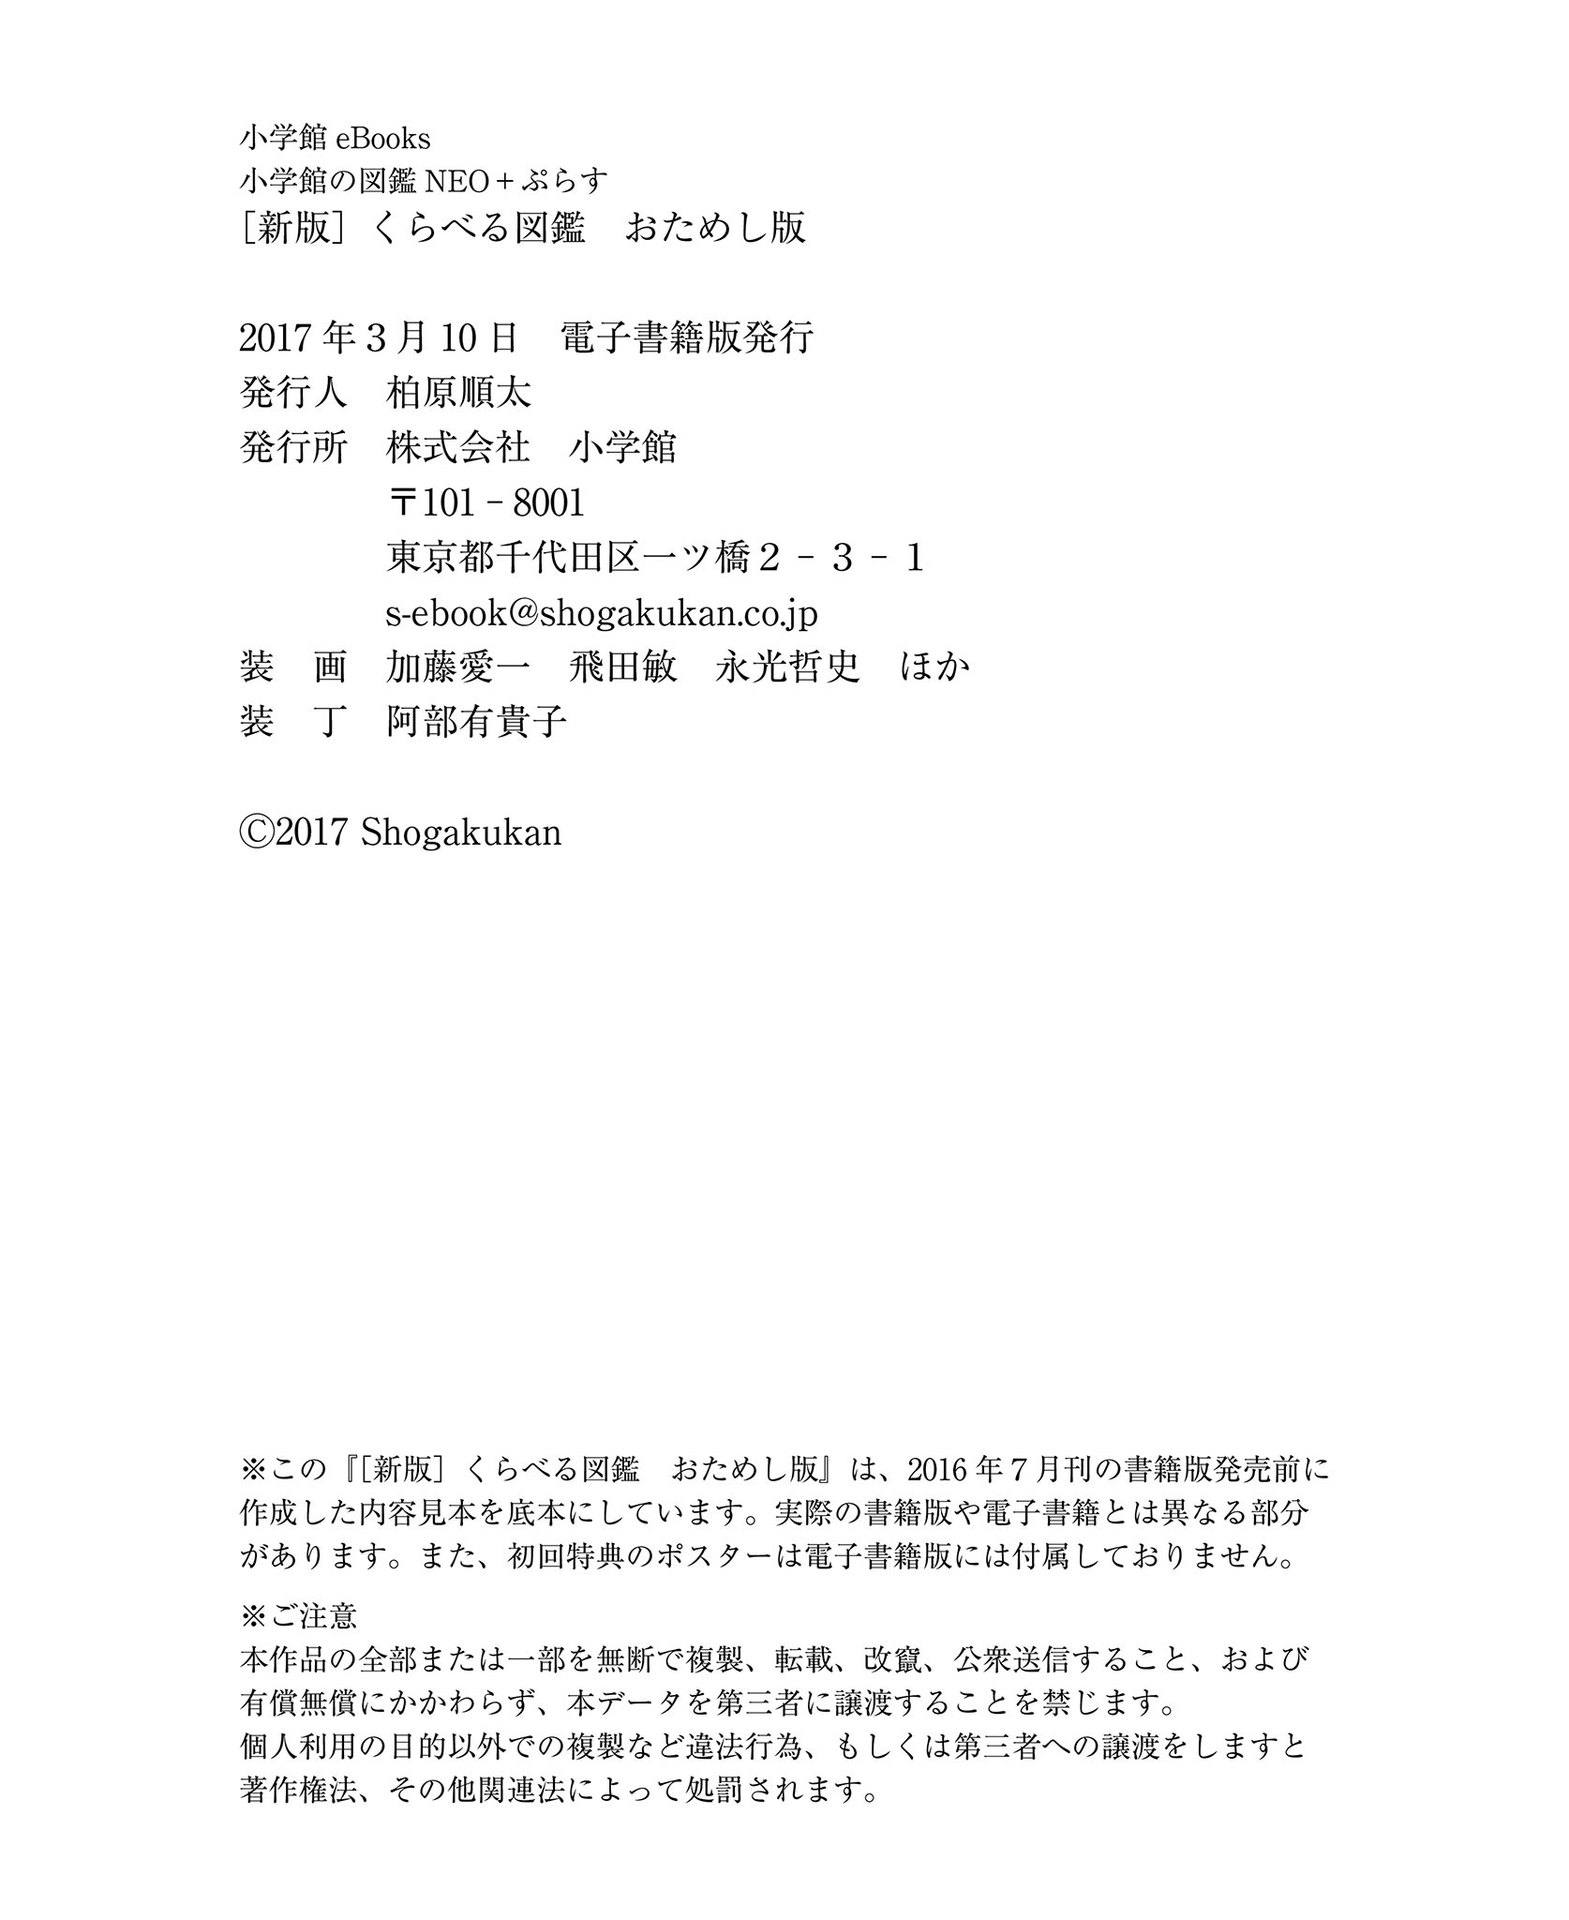 小学館 eBooks
小学館の図鑑 NEO＋ぷらす
［新版］くらべる図鑑　おためし版
2017 年３月 10 日　電子書籍版発行
発行人　柏原順太
発行所　株式会社　小学館
〒101‐8001
東京都千代田区一ツ橋２‐３‐１
s-ebook@shogakukan.co.jp
装　画　加藤愛一　飛田敏　永光哲史　ほか
装　丁　阿部有貴子
Ⓒ2017 Shogakukan
※この『［新版］くらべる図鑑　おためし版』は、2016 年７月刊の書籍版発売前に
作成した内容見本を底本にしています。実際の書籍版や電子書籍とは異なる部分
があります。また、初回特典のポスターは電子書籍版には付属しておりません。
※ご注意
本作品の全部または一部を無断で複製、転載、改竄、公衆送信すること、および
有償無償にかかわらず、本データを第三者に譲渡することを禁じます。
個人利用の目的以外での複製など違法行為、もしくは第三者への譲渡をしますと
著作権法、その他関連法によって処罰されます。